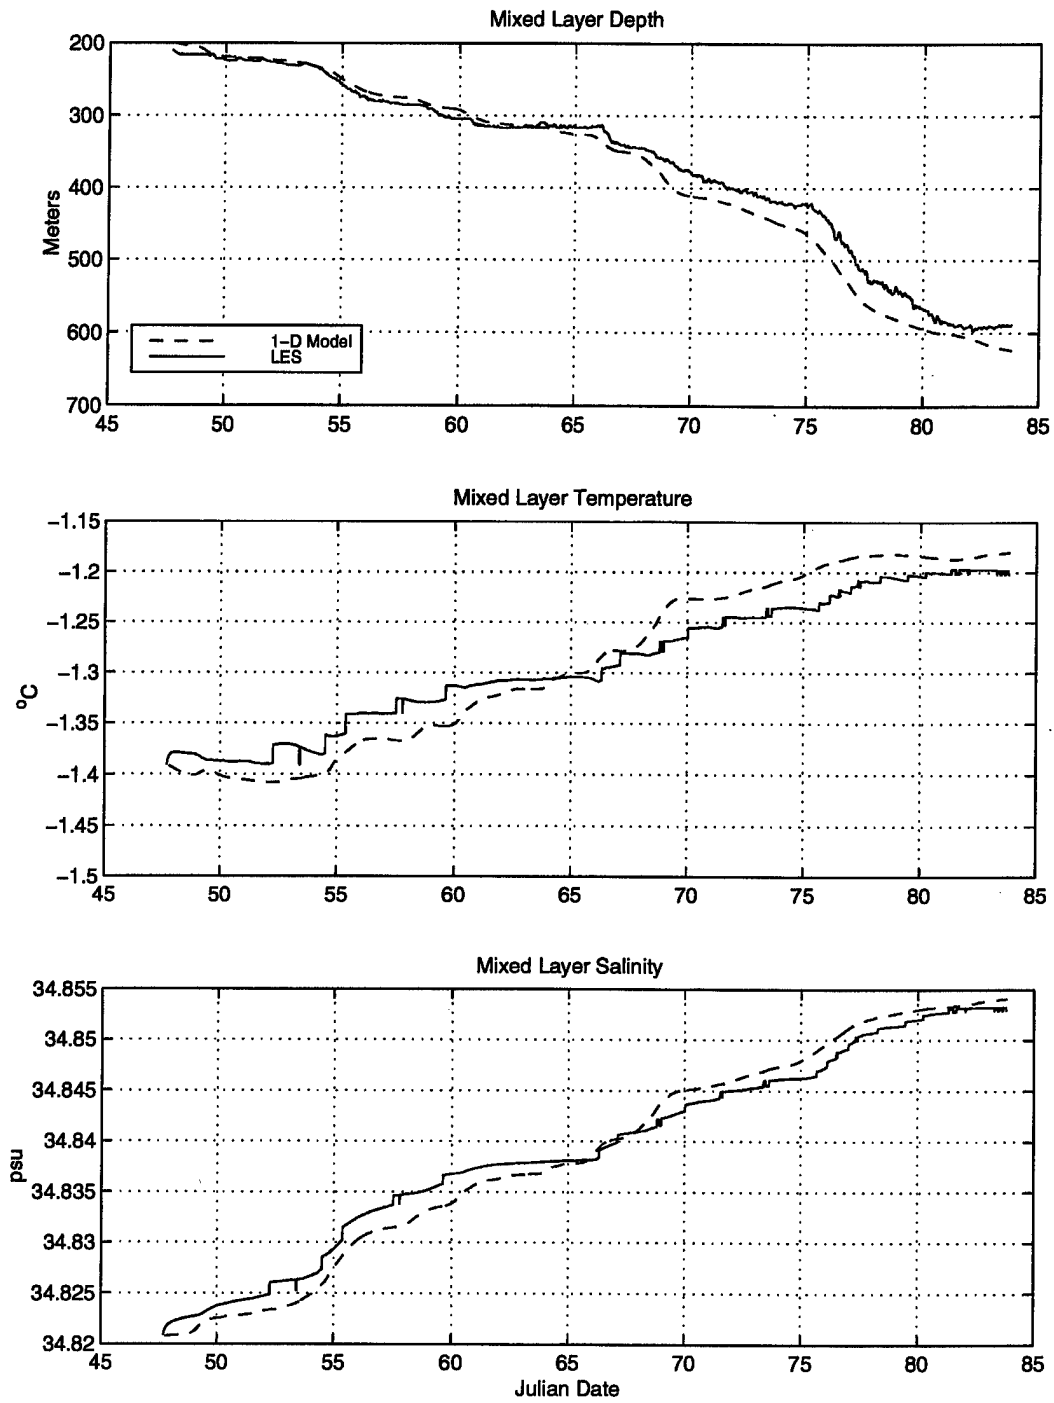 Mixed Layer Depth
200
300
400
500
600
700
Meters
1-D Model
LES
45 50 55 60 65 70 75 80 85
Mixed Layer Temperature
-1.15
-1.2
-1.25
-1.3
-1.35
-1.4
-1.45
-1.5
°C
45 50 55 60 65 70 75 80 85
Mixed Layer Salinity
34.855
34.85
34.845
34.84
34.835
34.83
34.825
34.82
psu
45 50 55 60 65 70 75 80 85
Julian Date